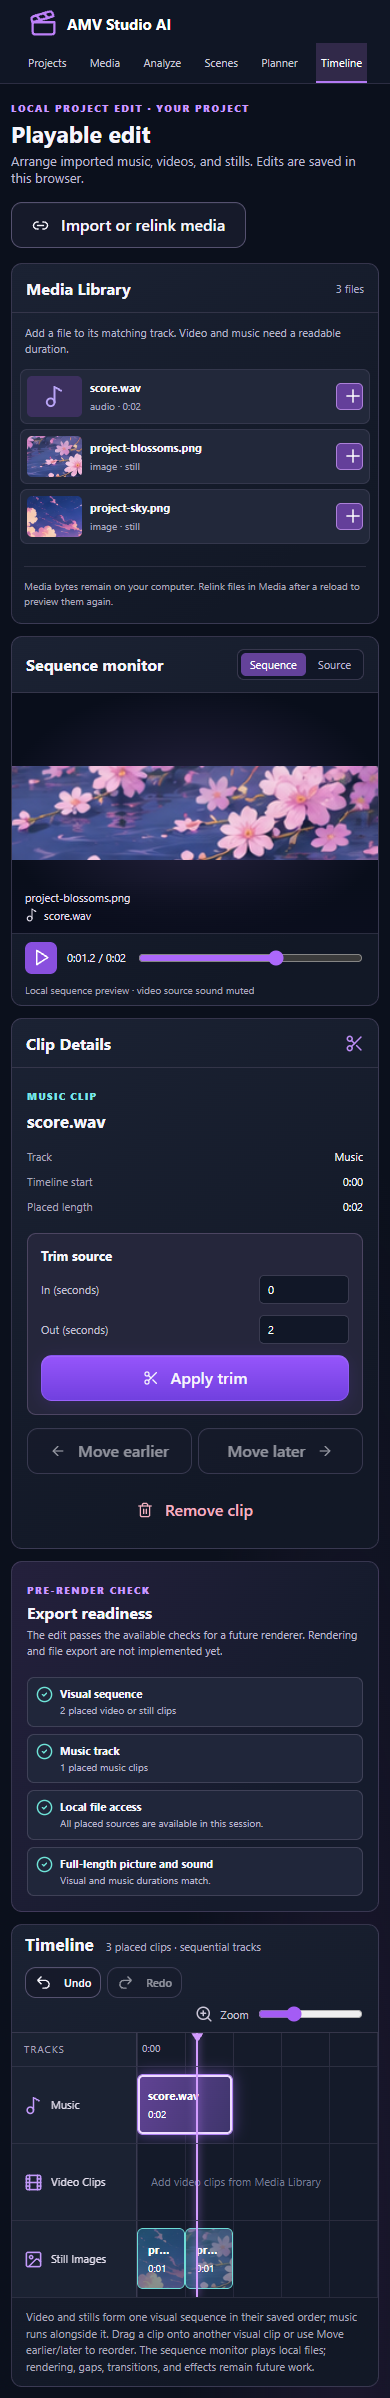 AMV Studio AI
Projects Media Analyze Scenes Planner Timeline
LOCAL PROJECT EDIT · YOUR PROJECT
Playable edit
Arrange imported music, videos, and stills. Edits are saved in
this browser.
Import or relink media
Media Library 3 files
Add a file to its matching track. Video and music need a readable
duration.
score.wav
audio · 0:02
project-blossoms.png
image · still
project-sky.png
image · still
Media bytes remain on your computer. Relink files in Media after a reload to
preview them again.
Sequence monitor Sequence Source
project-blossoms.png
score.wav
0:01.2 / 0:02
Local sequence preview · video source sound muted
Clip Details
MUSIC CLIP
score.wav
Track Music
Timeline start 0:00
Placed length 0:02
Trim source
In (seconds) 0
Out (seconds) 2
Apply trim
Move earlier Move later
Remove clip
PRE-RENDER CHECK
Export readiness
The edit passes the available checks for a future renderer. Rendering
and file export are not implemented yet.
Visual sequence
2 placed video or still clips
Music track
1 placed music clips
Local file access
All placed sources are available in this session.
Full-length picture and sound
Visual and music durations match.
Timeline 3 placed clips · sequential tracks
Undo Redo
Zoom
TRACKS 0:00
Music score.wav
0:02
Video Clips Add video clips from Media Library
Still Images pr... pr...
0:01 0:01
Video and stills form one visual sequence in their saved order; music
runs alongside it. Drag a clip onto another visual clip or use Move
earlier/later to reorder. The sequence monitor plays local files;
rendering, gaps, transitions, and effects remain future work.